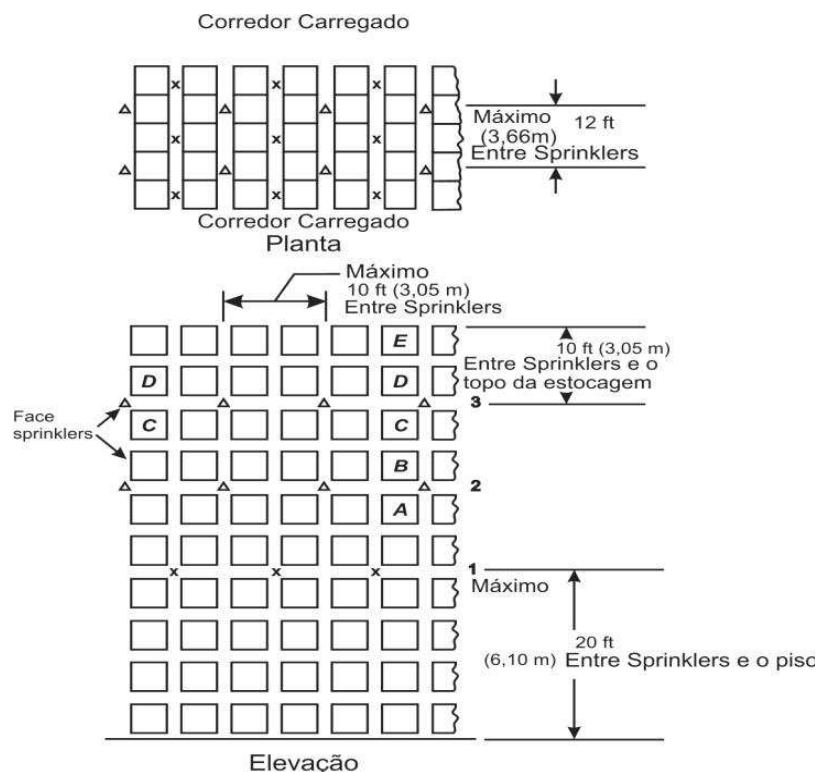 Corredor Carregado
x x x
Máximo 12 ft
(3,66m)
Entre Sprinklers
x x x
x x x
Corredor Carregado
Planta
Máximo
10 ft (3,05 m)
Entre Sprinklers
E
10 ft (3,05 m)
Entre Sprinklers e o
topo da estocagem
D D
3
Face
sprinklers
C C
B
2
A
1
x x x
Máximo
20 ft
(6,10 m) Entre Sprinklers e o piso
Elevação